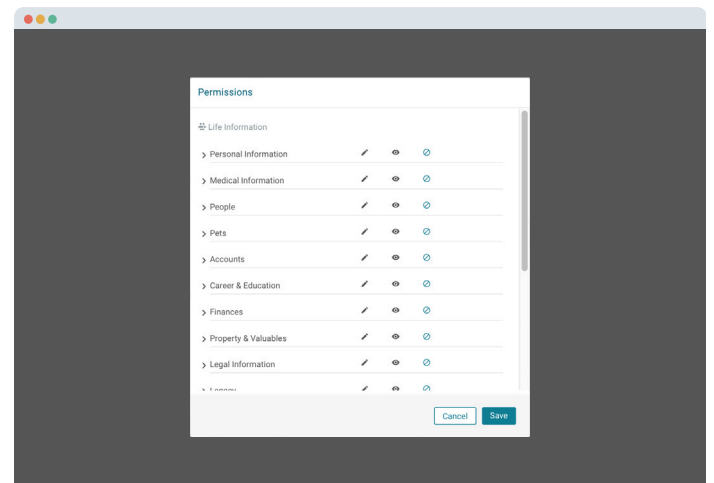 Permissions
Life Information
Personal Information
Medical Information
People
Pets
Accounts
Career & Education
Finances
Property & Valuables
Legal Information
Legacy
Cancel Save